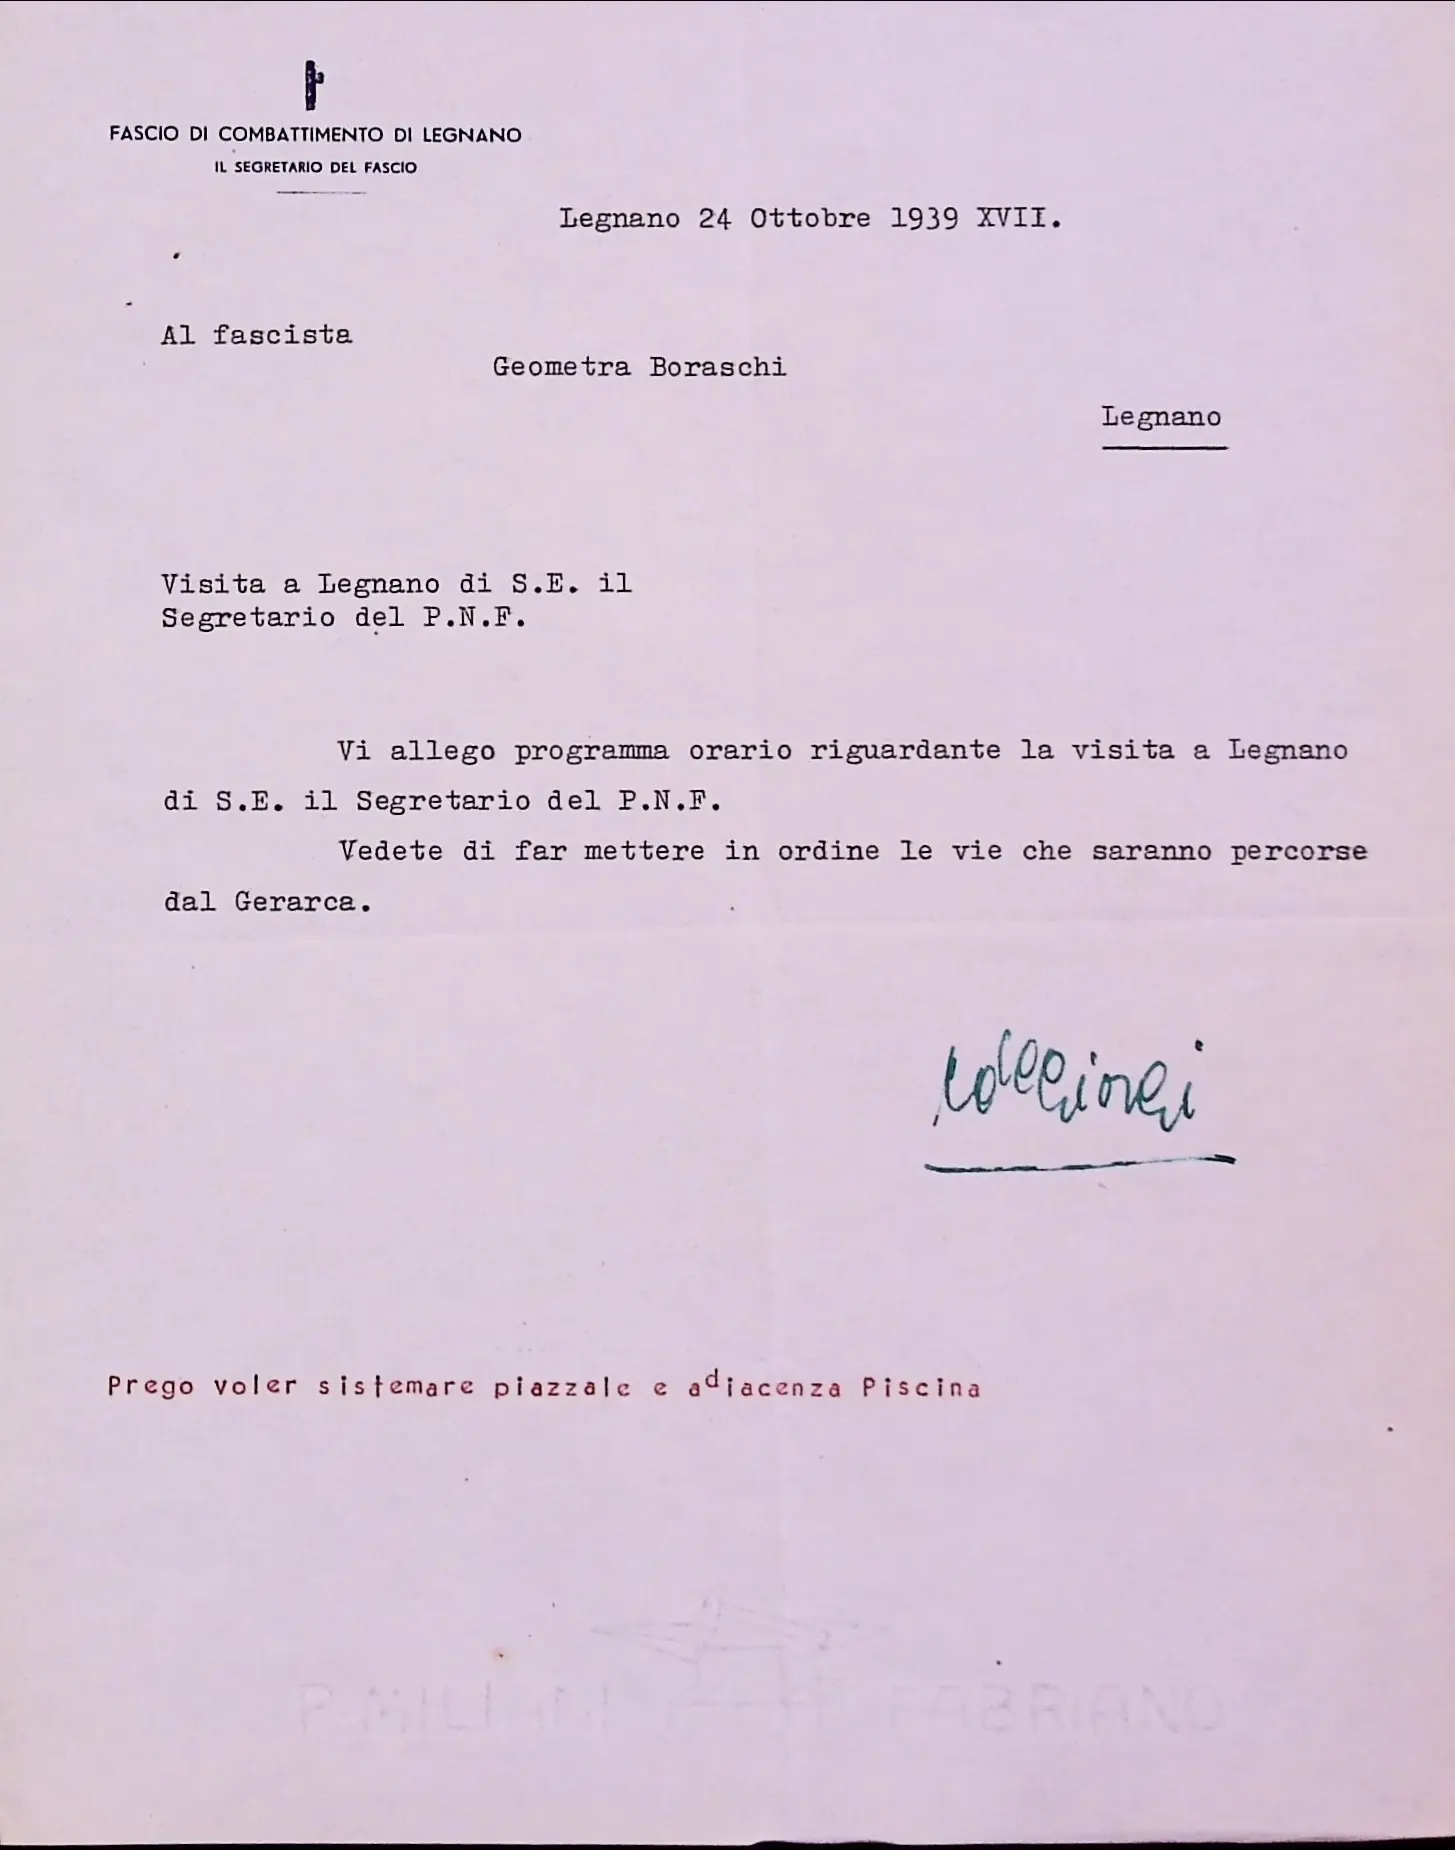 FASCIO DI COMBATTIMENTO DI LEGNANO
IL SEGRETARIO DEL FASCIO
Legnano 24 Ottobre 1939 XVII.
Al fascista
Geometra Boraschi
Legnano
Visita a Legnano di S.E. il
Segretario del P.N.F.
Vi allego programma orario riguardante la visita a Legnano
di S.E. il Segretario del P.N.F.
Vedete di far mettere in ordine le vie che saranno percorse
dal Gerarca.
Prego voler sistemare piazzale e adiacenza Piscina
P. MILIANI FABRIANO